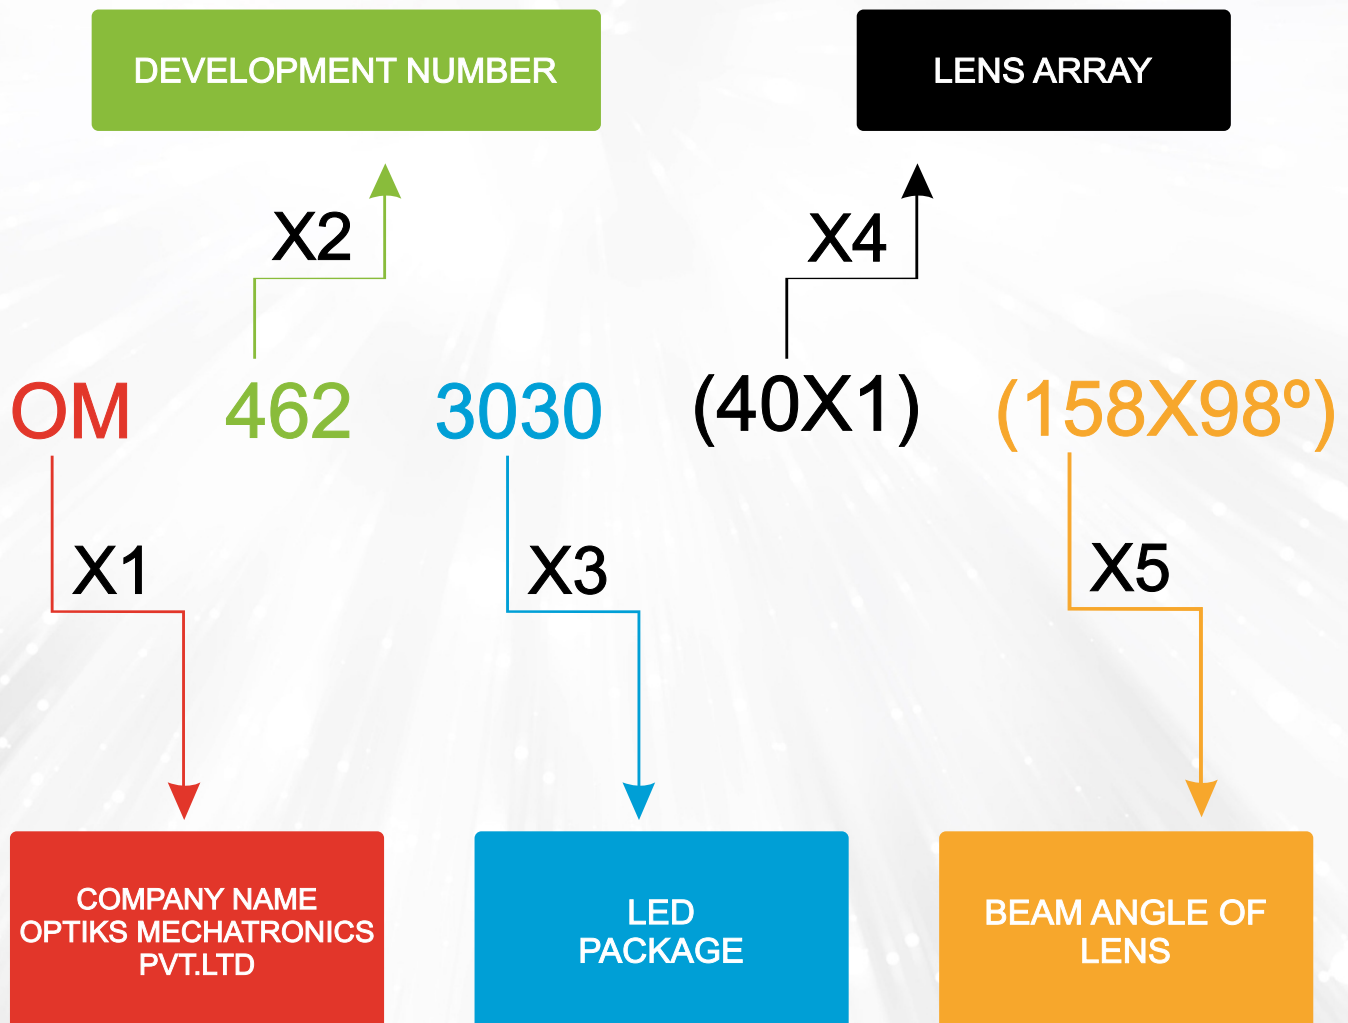 DEVELOPMENT NUMBER
LENS ARRAY
X2
X4
OM 462 3030 (40X1) (158X98º)
X1
X3
X5
COMPANY NAME
OPTIKS MECHATRONICS
PVT.LTD
LED
PACKAGE
BEAM ANGLE OF
LENS